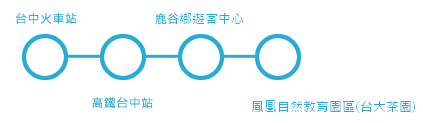 台中火車站
高鐵台中站
鹿谷鄉遊客中心
鳳凰自然教育園區(台大茶園)